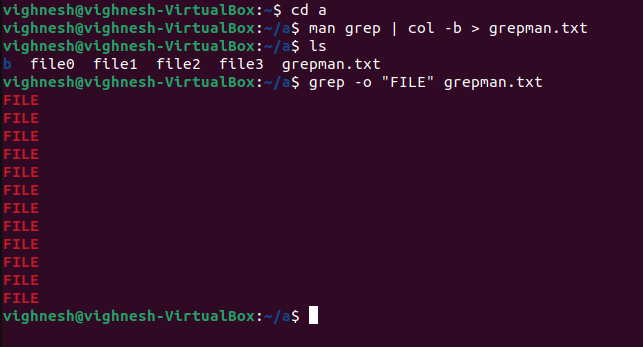 vighnesh@vighnesh-VirtualBox:~$ cd a
vighnesh@vighnesh-VirtualBox:~/a$ man grep | col -b > grepman.txt
vighnesh@vighnesh-VirtualBox:~/a$ ls
b  file0  file1  file2  file3  grepman.txt
vighnesh@vighnesh-VirtualBox:~/a$ grep -o "FILE" grepman.txt
FILE
FILE
FILE
FILE
FILE
FILE
FILE
FILE
FILE
FILE
FILE
FILE
vighnesh@vighnesh-VirtualBox:~/a$